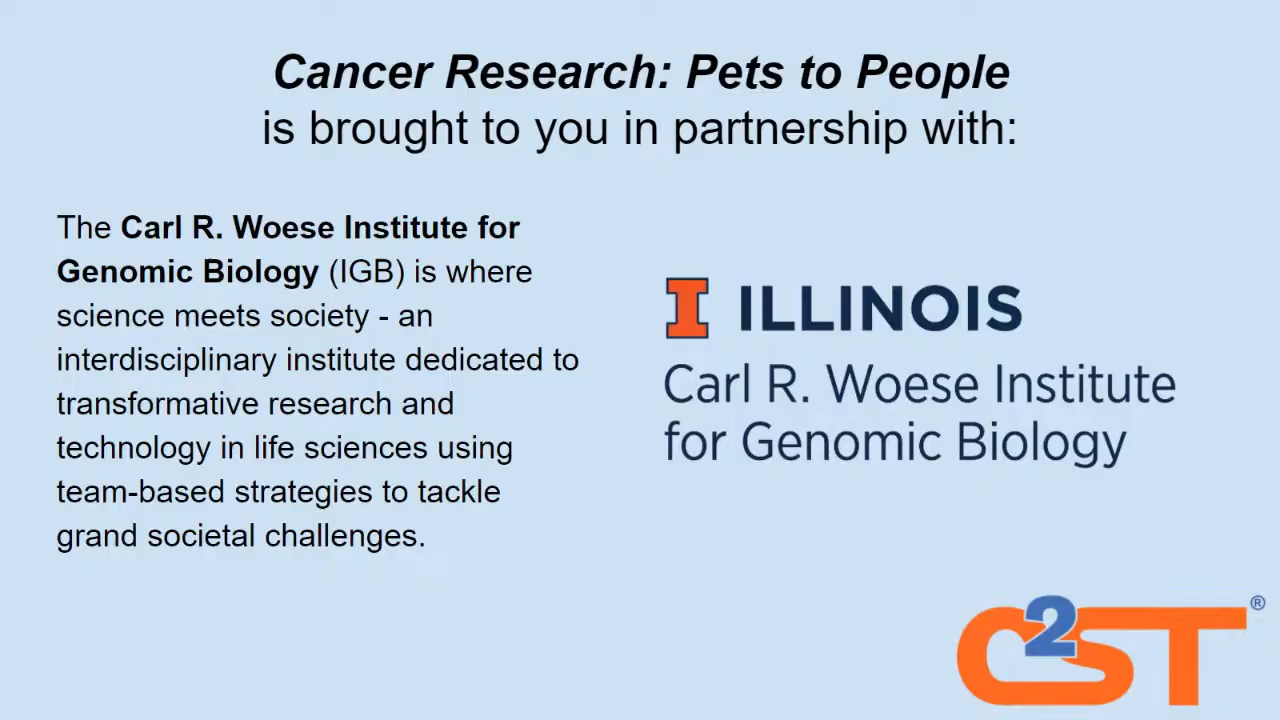 Cancer Research: Pets to People
is brought to you in partnership with:
The Carl R. Woese Institute for
Genomic Biology (IGB) is where
science meets society - an
interdisciplinary institute dedicated to
transformative research and
technology in life sciences using
team-based strategies to tackle
grand societal challenges.
I ILLINOIS
Carl R. Woese Institute
for Genomic Biology
C2ST®